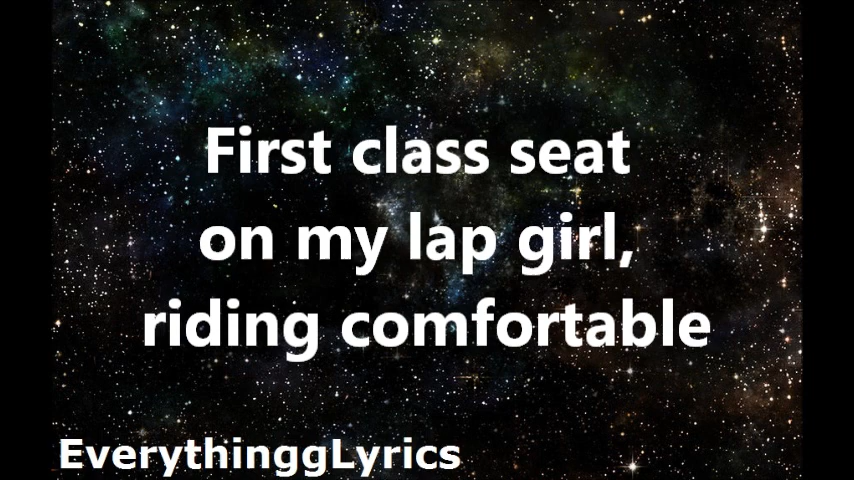 First class seat
on my lap girl,
riding comfortable
EverythinggLyrics